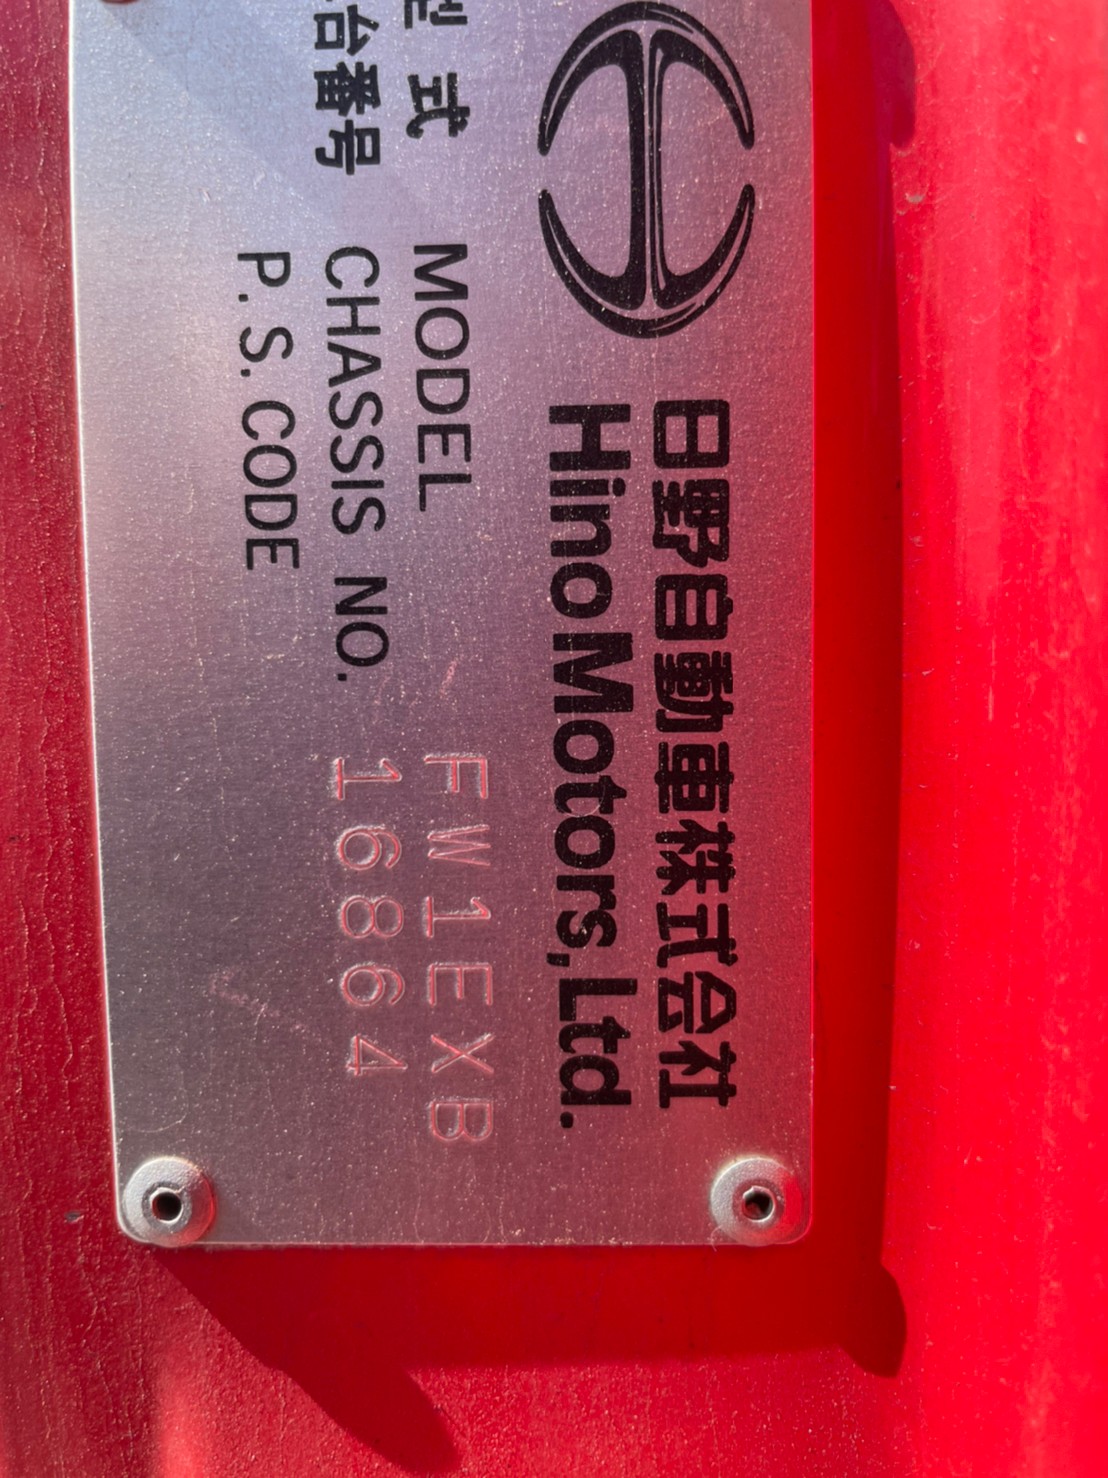 日野自動車株式会社
Hino Motors, Ltd.
型式 MODEL FW1EXB
台番号 CHASSIS NO. 16864
P.S.CODE